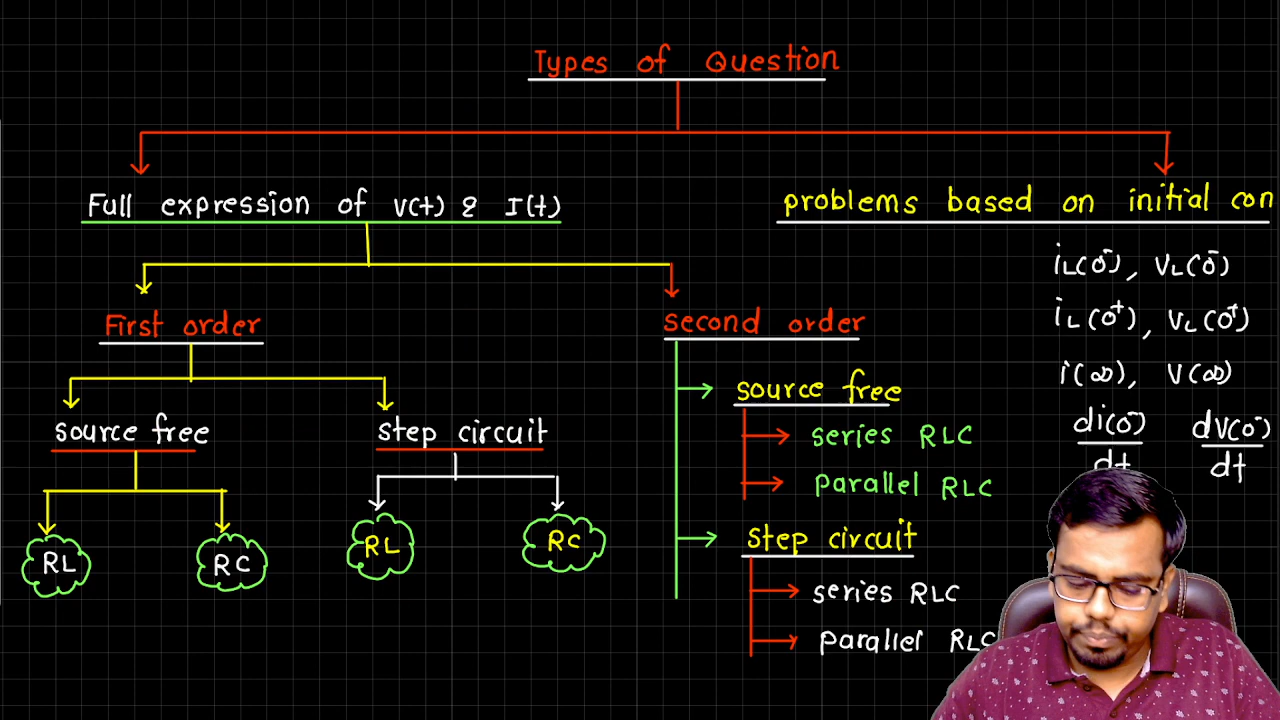 Types of Question
Full expression of v(t) & I(t)
problems based on initial con
iL(0-), VL(0-)
iL(0+), VL(0+)
i(∞), V(∞)
di(0-)/dt dV(0-)/dt
First order
second order
source free
step circuit
RL
RC
RL
RC
source free
series RLC
parallel RLC
step circuit
series RLC
parallel RLC